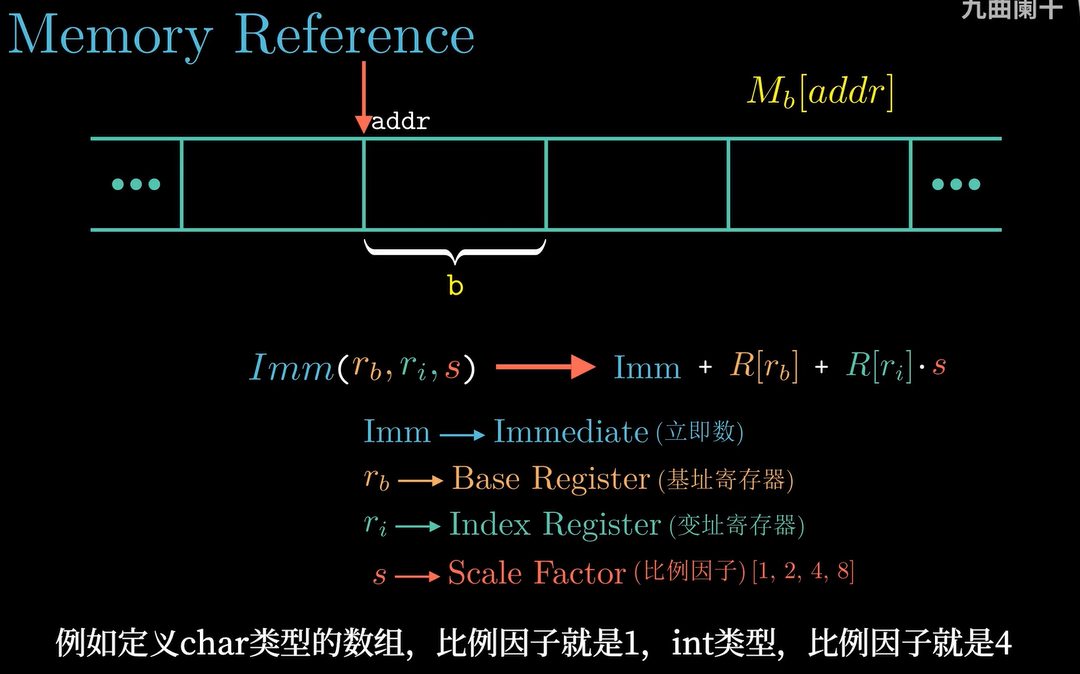 九曲阑干
Memory Reference
M_b[addr]
addr
b
Imm(r_b,r_i,s) → Imm + R[r_b] + R[r_i]·s
Imm → Immediate (立即数)
r_b → Base Register (基址寄存器)
r_i → Index Register (变址寄存器)
s → Scale Factor (比例因子) [1, 2, 4, 8]
例如定义char类型的数组，比例因子就是1，int类型，比例因子就是4